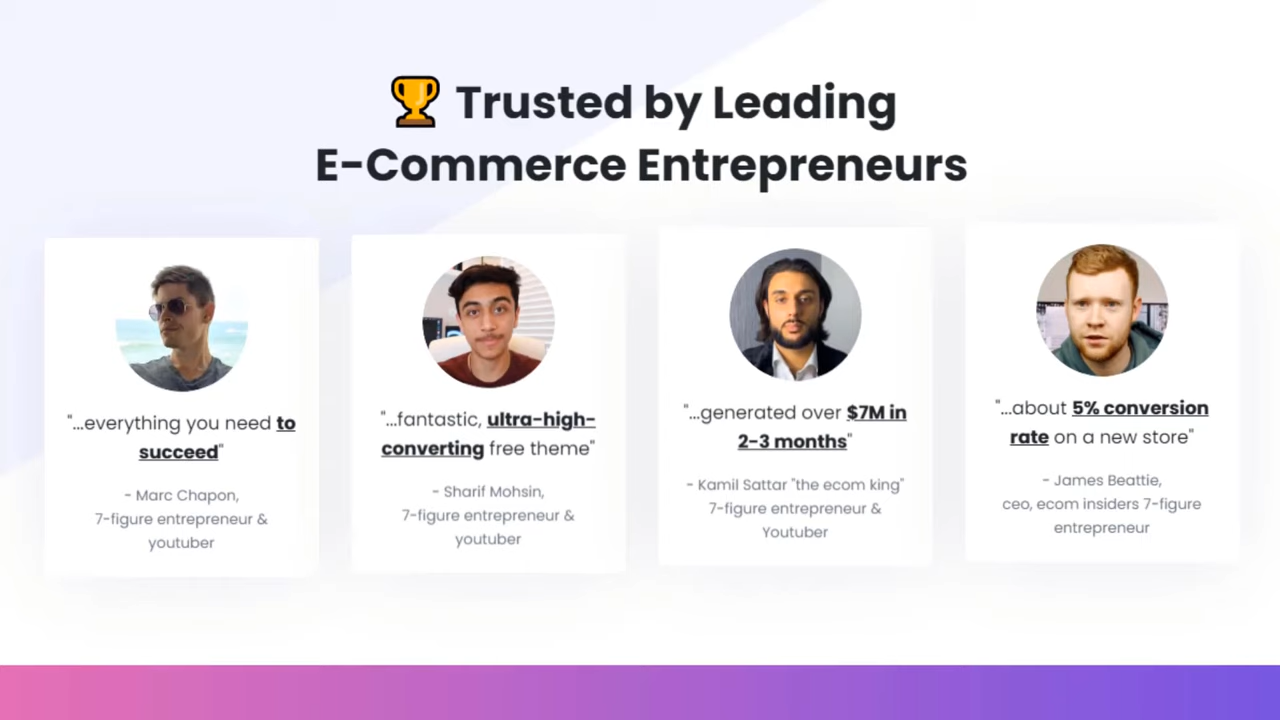 Trusted by Leading
E-Commerce Entrepreneurs
"...everything you need to
succeed"
- Marc Chapon,
7-figure entrepreneur &
youtuber
"...fantastic, ultra-high-
converting free theme"
- Sharif Mohsin,
7-figure entrepreneur &
youtuber
"...generated over $7M in
2-3 months"
- Kamil Sattar "the ecom king"
7-figure entrepreneur &
Youtuber
"...about 5% conversion
rate on a new store"
- James Beattie,
ceo, ecom insiders 7-figure
entrepreneur